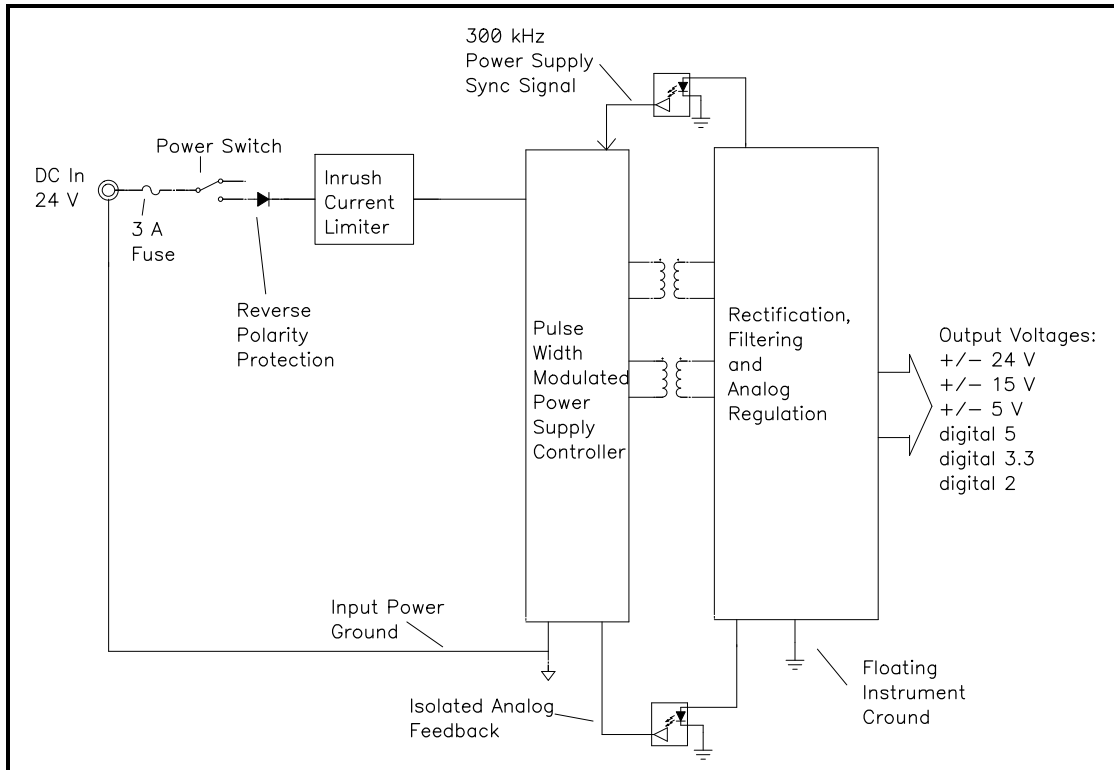 300 kHz
Power Supply
Sync Signal
Power Switch
DC In
24 V
3 A
Fuse
Inrush
Current
Limiter
Reverse
Polarity
Protection
Pulse
Width
Modulated
Power
Supply
Controller
Rectification,
Filtering
and
Analog
Regulation
Output Voltages:
+/- 24 V
+/- 15 V
+/- 5 V
digital 5
digital 3.3
digital 2
Input Power
Ground
Isolated Analog
Feedback
Floating
Instrument
Ground